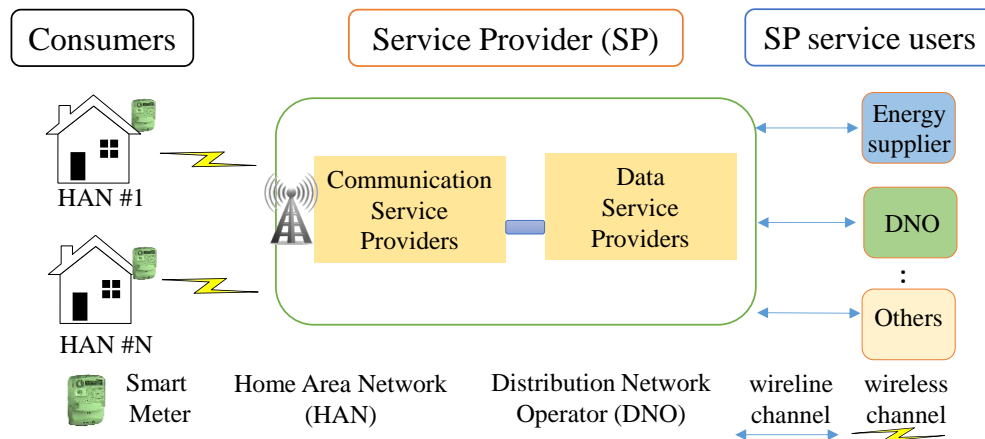 Consumers
Service Provider (SP)
SP service users
HAN #1
HAN #N
Communication
Service
Providers
Data
Service
Providers
Energy
supplier
DNO
:
Others
Smart
Meter
Home Area Network
(HAN)
Distribution Network
Operator (DNO)
wireline
channel
wireless
channel